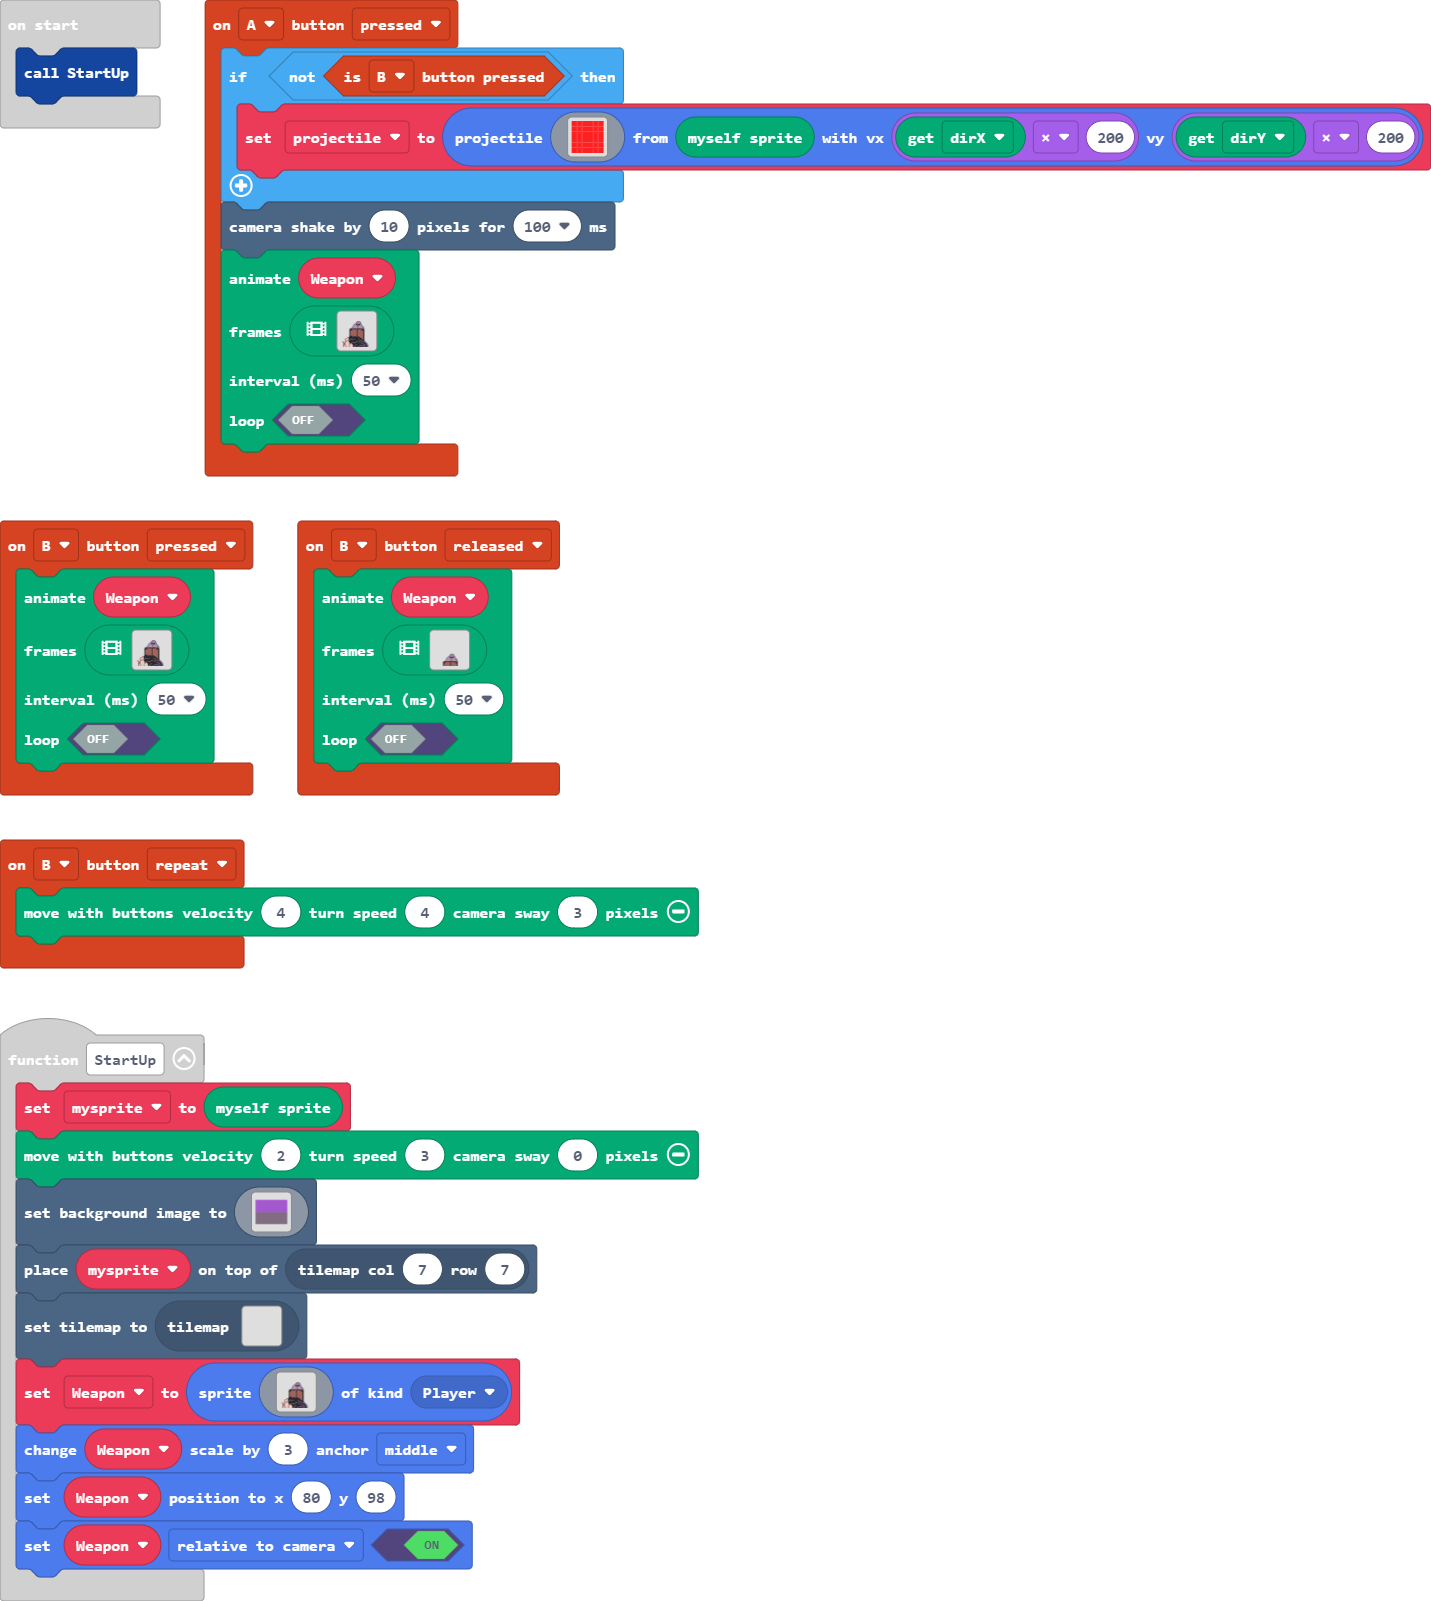 on start
call StartUp
on A button pressed
if not is B button pressed then
set projectile to projectile from myself sprite with vx get dirX × 200 vy get dirY × 200
camera shake by 10 pixels for 100 ms
animate Weapon
frames
interval (ms) 50
loop OFF
on B button pressed
animate Weapon
frames
interval (ms) 50
loop OFF
on B button released
animate Weapon
frames
interval (ms) 50
loop OFF
on B button repeat
move with buttons velocity 4 turn speed 4 camera sway 3 pixels
function StartUp
set mysprite to myself sprite
move with buttons velocity 2 turn speed 3 camera sway 0 pixels
set background image to
place mysprite on top of tilemap col 7 row 7
set tilemap to tilemap
set Weapon to sprite of kind Player
change Weapon scale by 3 anchor middle
set Weapon position to x 80 y 98
set Weapon relative to camera ON